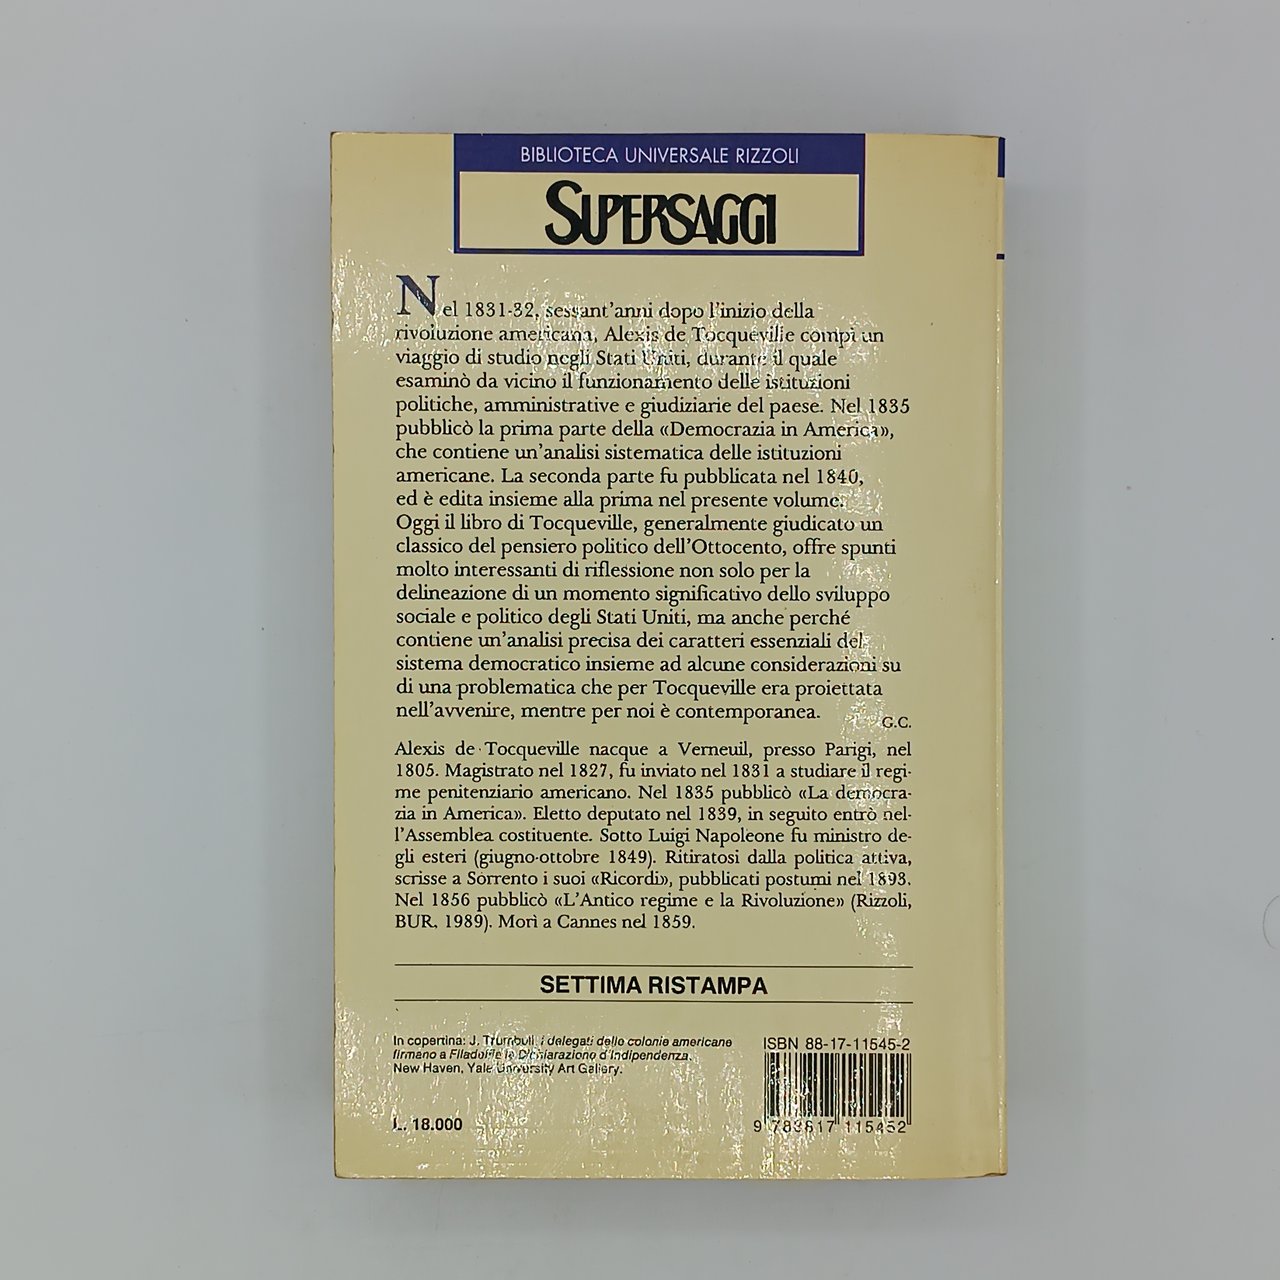 BIBLIOTECA UNIVERSALE RIZZOLI
SUPERSAGGI
Nel 1831-32, sessant'anni dopo l'inizio della
rivoluzione americana, Alexis de Tocqueville compì un
viaggio di studio negli Stati Uniti, durante il quale
esaminò da vicino il funzionamento delle istituzioni
politiche, amministrative e giudiziarie del paese. Nel 1835
pubblicò la prima parte della «Democrazia in America»,
che contiene un'analisi sistematica delle istituzioni
americane. La seconda parte fu pubblicata nel 1840,
ed è edita insieme alla prima nel presente volume.
Oggi il libro di Tocqueville, generalmente giudicato un
classico del pensiero politico dell'Ottocento, offre spunti
molto interessanti di riflessione non solo per la
delineazione di un momento significativo dello sviluppo
sociale e politico degli Stati Uniti, ma anche perché
contiene un'analisi precisa dei caratteri essenziali del
sistema democratico insieme ad alcune considerazioni su
di una problematica che per Tocqueville era proiettata
nell'avvenire, mentre per noi è contemporanea.
G.C.
Alexis de Tocqueville nacque a Verneuil, presso Parigi, nel
1805. Magistrato nel 1827, fu inviato nel 1831 a studiare il regi-
me penitenziario americano. Nel 1835 pubblicò «La democra-
zia in America». Eletto deputato nel 1839, in seguito entrò nel-
l'Assemblea costituente. Sotto Luigi Napoleone fu ministro de-
gli esteri (giugno-ottobre 1849). Ritiratosi dalla politica attiva,
scrisse a Sorrento i suoi «Ricordi», pubblicati postumi nel 1893.
Nel 1856 pubblicò «L'Antico regime e la Rivoluzione» (Rizzoli,
BUR, 1989). Morì a Cannes nel 1859.
SETTIMA RISTAMPA
In copertina: J. Trumbull, I delegati delle colonie americane
firmano a Filadelfia la Dichiarazione d'Indipendenza.
New Haven, Yale University Art Gallery.
L. 18.000
ISBN 88-17-11545-2
9 788817 115452